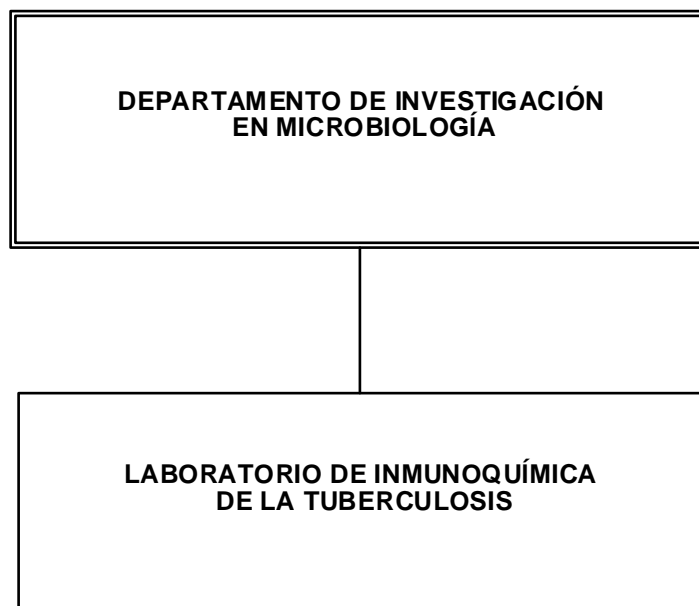 DEPARTAMENTO DE INVESTIGACIÓN
EN MICROBIOLOGÍA
LABORATORIO DE INMUNOQUÍMICA
DE LA TUBERCULOSIS